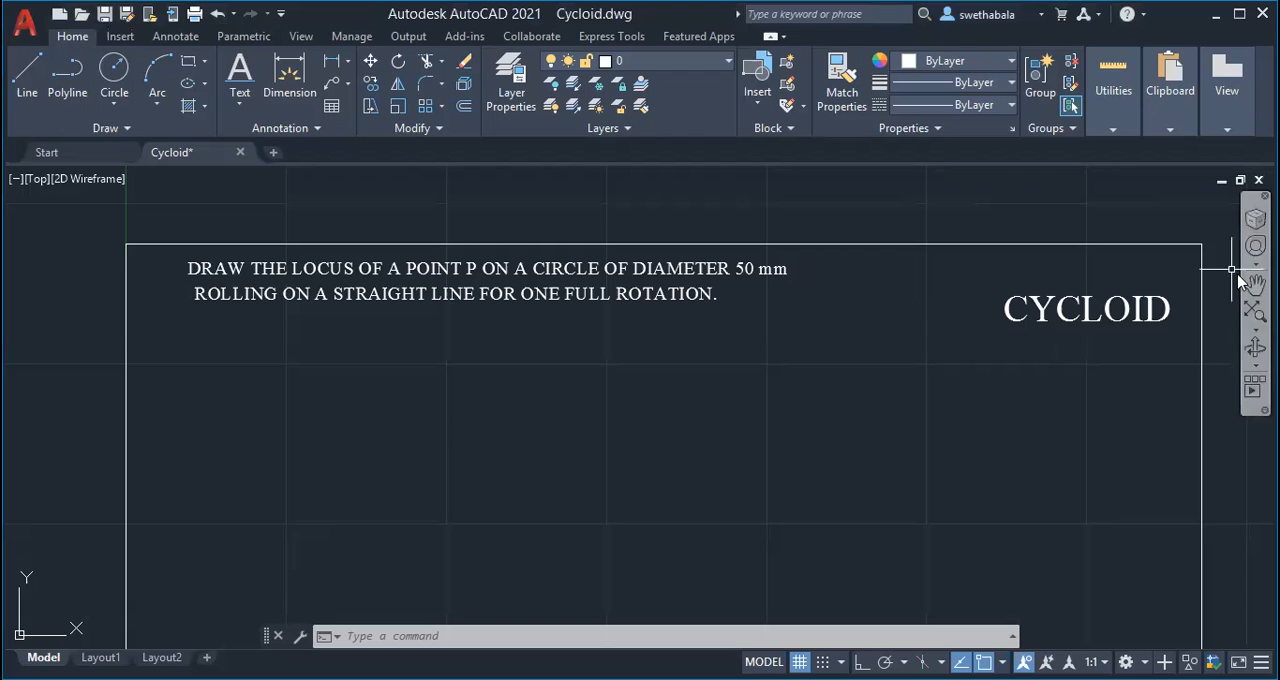 Autodesk AutoCAD 2021 Cycloid.dwg
Type a keyword or phrase
swethabala
Home Insert Annotate Parametric View Manage Output Add-ins Collaborate Express Tools Featured Apps
Line Polyline Circle Arc Text Dimension Layer Properties 0 Insert Match Properties ByLayer Group Utilities Clipboard View
ByLayer
ByLayer
Draw Annotation Modify Layers Block Properties Groups
Start Cycloid*
[−][Top][2D Wireframe]
DRAW THE LOCUS OF A POINT P ON A CIRCLE OF DIAMETER 50 mm
ROLLING ON A STRAIGHT LINE FOR ONE FULL ROTATION.
CYCLOID
Y
X
Type a command
Model Layout1 Layout2
MODEL 1:1